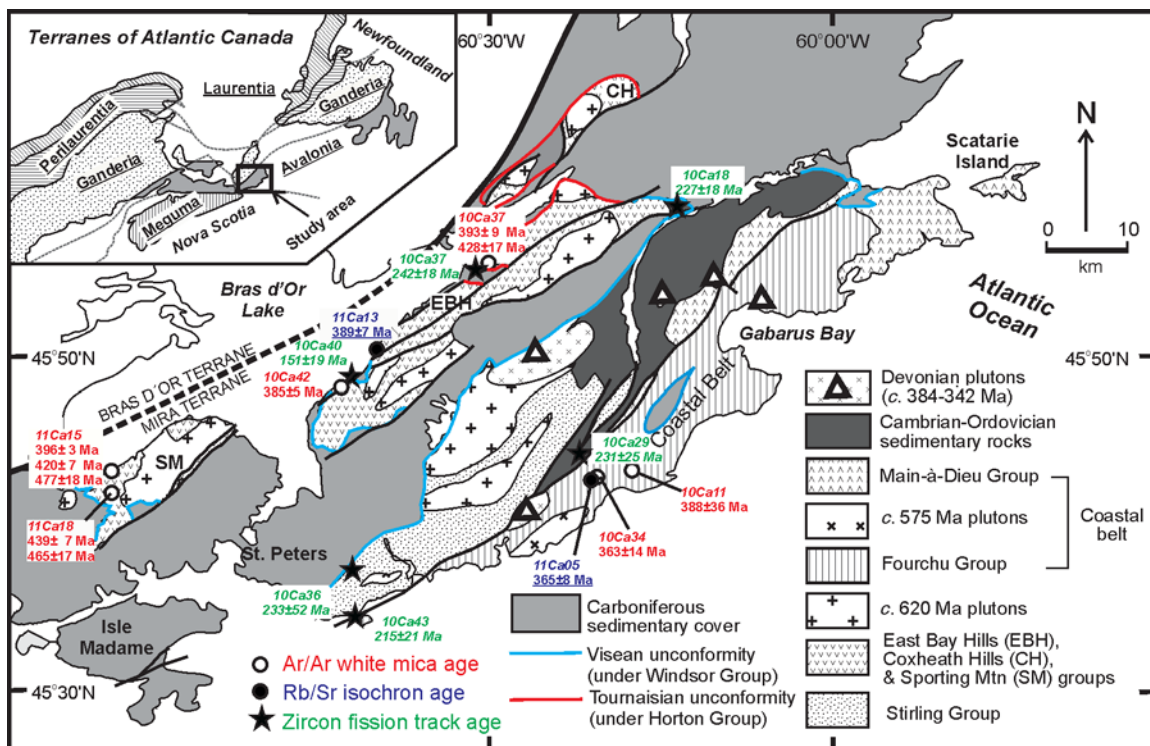 Terranes of Atlantic Canada
Newfoundland
Laurentia
Ganderia
Perilaurentia
Ganderia
Avalonia
Meguma
Nova Scotia
Study area
60°30'W
60°00'W
N
Scatarie
Island
0 10
km
CH
10Ca18
227±18 Ma
10Ca37
393± 9 Ma
428±17 Ma
10Ca37
242±18 Ma
Bras d'Or
Lake
EBH
11Ca13
389±7 Ma
10Ca40
151±19 Ma
10Ca42
385±5 Ma
BRAS D'OR TERRANE
MIRA TERRANE
Atlantic
Ocean
Gabarus Bay
45°50'N
45°50'N
Coastal Belt
11Ca15
396± 3 Ma
420± 7 Ma
477±18 Ma
SM
11Ca18
439± 7 Ma
465±17 Ma
10Ca29
231±25 Ma
10Ca11
388±36 Ma
10Ca34
363±14 Ma
11Ca05
365±8 Ma
St. Peters
10Ca36
233±52 Ma
10Ca43
215±21 Ma
Isle
Madame
45°30'N
Ar/Ar white mica age
Rb/Sr isochron age
Zircon fission track age
Carboniferous
sedimentary cover
Visean unconformity
(under Windsor Group)
Tournaisian unconformity
(under Horton Group)
Devonian plutons
(c. 384-342 Ma)
Cambrian-Ordovician
sedimentary rocks
Main-à-Dieu Group
c. 575 Ma plutons
Fourchu Group
Coastal
belt
c. 620 Ma plutons
East Bay Hills (EBH),
Coxheath Hills (CH),
& Sporting Mtn (SM) groups
Stirling Group